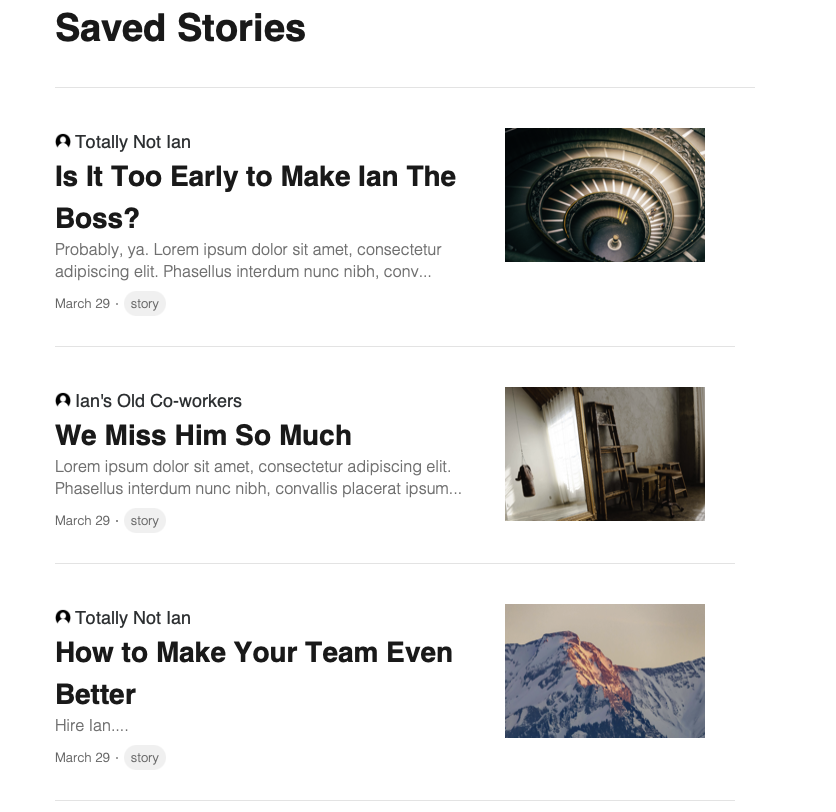 Saved Stories
Totally Not Ian
Is It Too Early to Make Ian The
Boss?
Probably, ya. Lorem ipsum dolor sit amet, consectetur
adipiscing elit. Phasellus interdum nunc nibh, conv...
March 29 · story
Ian's Old Co-workers
We Miss Him So Much
Lorem ipsum dolor sit amet, consectetur adipiscing elit.
Phasellus interdum nunc nibh, convallis placerat ipsum...
March 29 · story
Totally Not Ian
How to Make Your Team Even
Better
Hire Ian....
March 29 · story